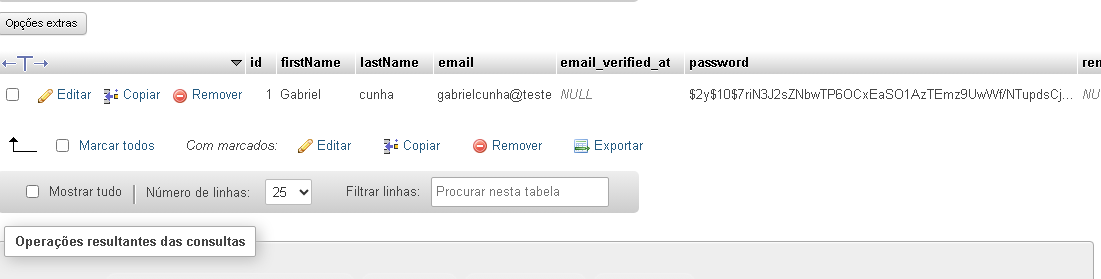 Opções extras
id firstName lastName email email_verified_at password ren
Editar Copiar Remover 1 Gabriel cunha gabrielcunha@teste NULL $2y$10$7riN3J2sZNbwTP6OCxEaSO1AzTEmz9UwWf/NTupdsCj... NU
Marcar todos Com marcados: Editar Copiar Remover Exportar
Mostrar tudo Número de linhas: 25 Filtrar linhas: Procurar nesta tabela
Operações resultantes das consultas